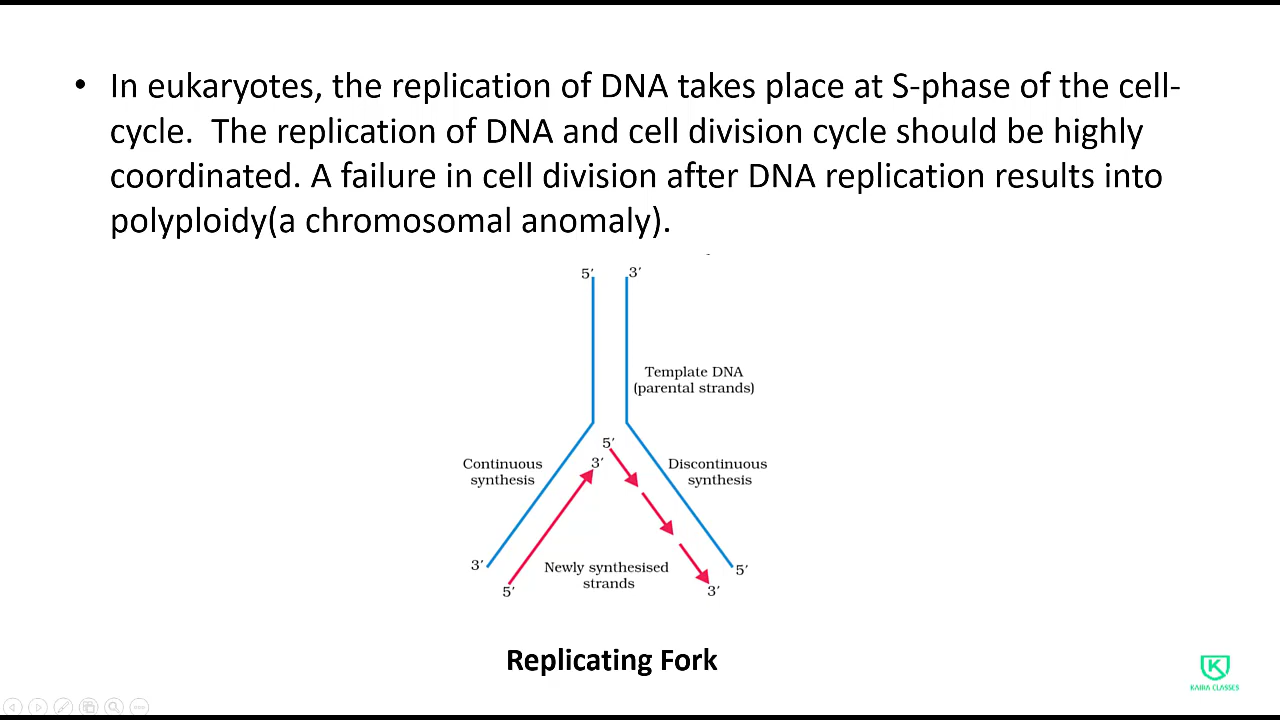 • In eukaryotes, the replication of DNA takes place at S-phase of the cell-
cycle.  The replication of DNA and cell division cycle should be highly
coordinated. A failure in cell division after DNA replication results into
polyploidy(a chromosomal anomaly).
5′ 3′
Template DNA
(parental strands)
5′
3′
Continuous
synthesis
Discontinuous
synthesis
3′
5′
Newly synthesised
strands
5′
3′
Replicating Fork
K
KARIA CLASSES